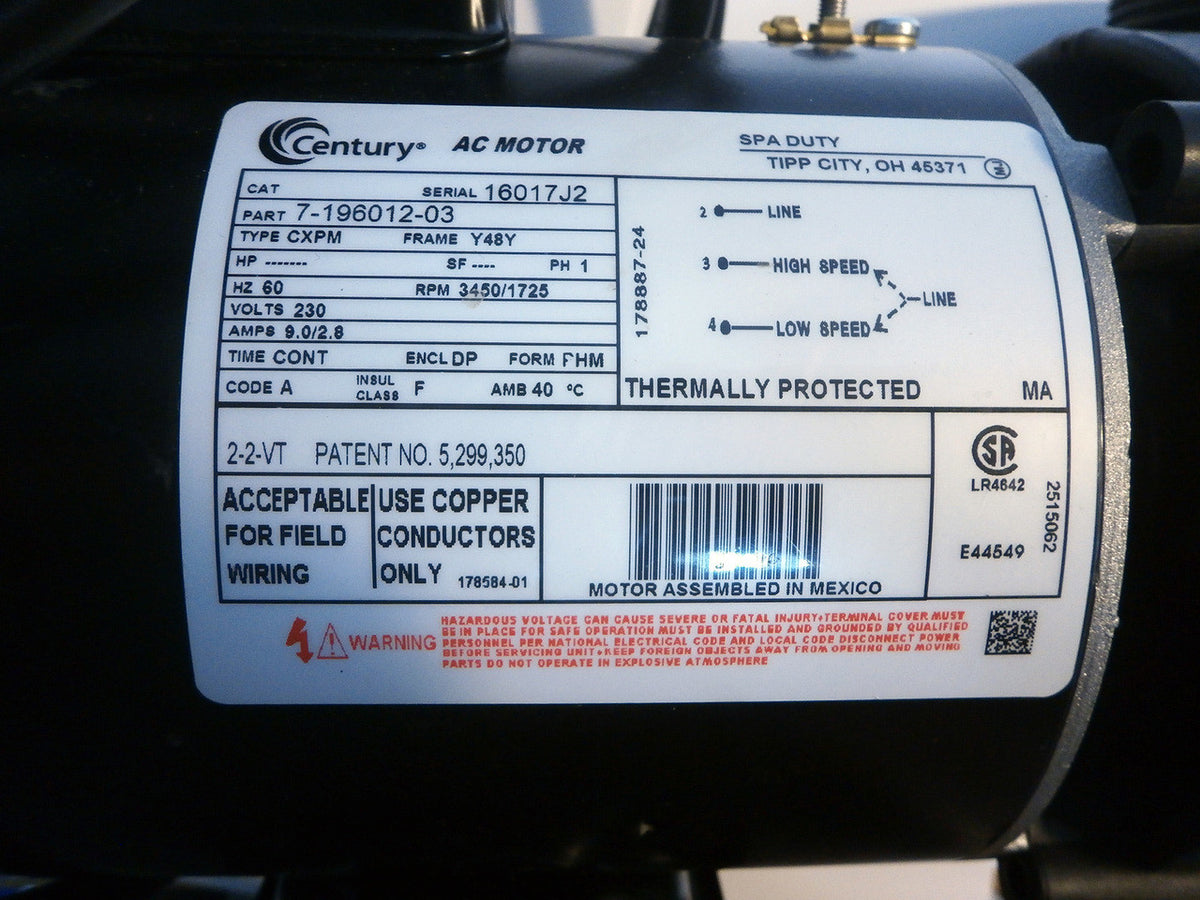 Century® AC MOTOR
SPA DUTY
TIPP CITY, OH 45371
CAT SERIAL 16017J2
PART 7-196012-03
TYPE CXPM FRAME Y48Y
HP ------- SF ---- PH 1
HZ 60 RPM 3450/1725
VOLTS 230
AMPS 9.0/2.8
TIME CONT ENCL DP FORM PHM
CODE A INSUL CLASS F AMB 40 °C
178887-24
2 LINE
3 HIGH SPEED
LINE
4 LOW SPEED
THERMALLY PROTECTED MA
2-2-VT PATENT NO. 5,299,350
ACCEPTABLE
FOR FIELD
WIRING
USE COPPER
CONDUCTORS
ONLY 178584-01
MOTOR ASSEMBLED IN MEXICO
SA
LR4642
E44549
2515062
WARNING
HAZARDOUS VOLTAGE CAN CAUSE SEVERE OR FATAL INJURY•TERMINAL COVER MUST
BE IN PLACE FOR SAFE OPERATION MUST BE INSTALLED AND GROUNDED BY QUALIFIED
PERSONNEL PER NATIONAL ELECTRICAL CODE AND LOCAL CODE DISCONNECT POWER
BEFORE SERVICING UNIT•KEEP FOREIGN OBJECTS AWAY FROM OPENING AND MOVING
PARTS DO NOT OPERATE IN EXPLOSIVE ATMOSPHERE